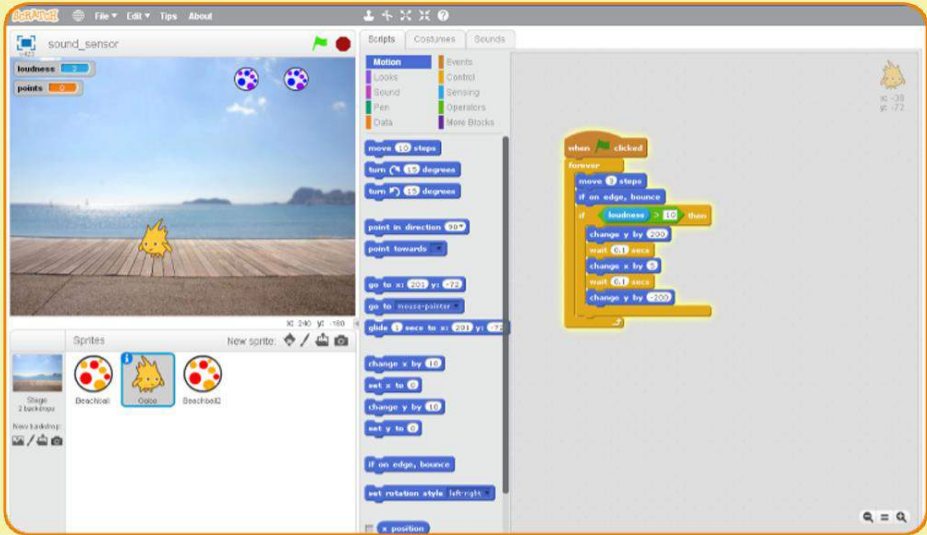 SCRATCH File Edit Tips About
sound_sensor
v423
loudness 3
points 0
X: 240 y: -180
Sprites
New sprite:
Stage
2 backdrops
New backdrop:
Beachball
Gobo
Beachball2
Scripts Costumes Sounds
Motion Events
Looks Control
Sound Sensing
Pen Operators
Data More Blocks
move 10 steps
turn 15 degrees
turn 15 degrees
point in direction 90
point towards
go to x: 201 y: -72
go to mouse-pointer
glide 1 secs to x: 201 y: -72
change x by 10
set x to 0
change y by 10
set y to 0
if on edge, bounce
set rotation style left-right
x position
x: -38
y: -72
when clicked
forever
move 3 steps
if on edge, bounce
if loudness > 10 then
change y by 200
wait 0.1 secs
change x by 5
wait 0.1 secs
change y by -200